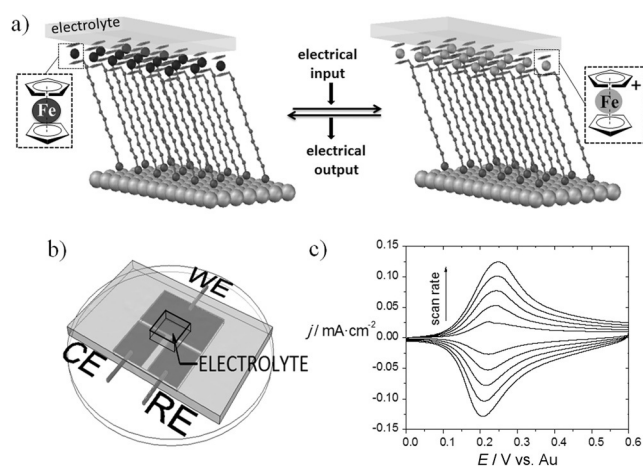 a)
electrolyte
Fe
electrical
input
electrical
output
+
Fe
b)
WE
CE
RE
ELECTROLYTE
c)
0.15
0.10
0.05
0.00
-0.05
-0.10
-0.15
j / mA·cm⁻²
scan rate
0.0 0.6 0.2 0.3 0.4 0.5 0.6
E / V vs. Au